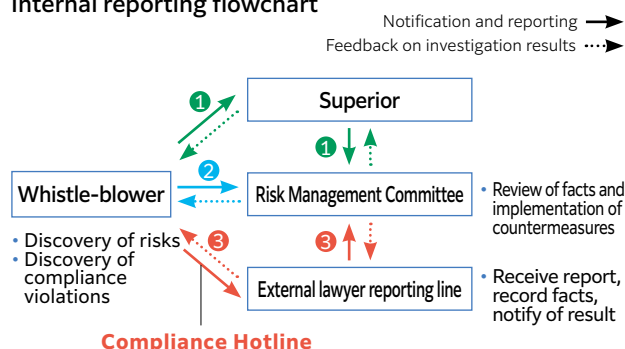 Internal reporting flowchart
Notification and reporting
Feedback on investigation results
1
Superior
1
2
Whistle-blower
Risk Management Committee
• Review of facts and
implementation of
countermeasures
• Discovery of risks
• Discovery of
compliance
violations
3
3
External lawyer reporting line
• Receive report,
record facts,
notify of result
Compliance Hotline